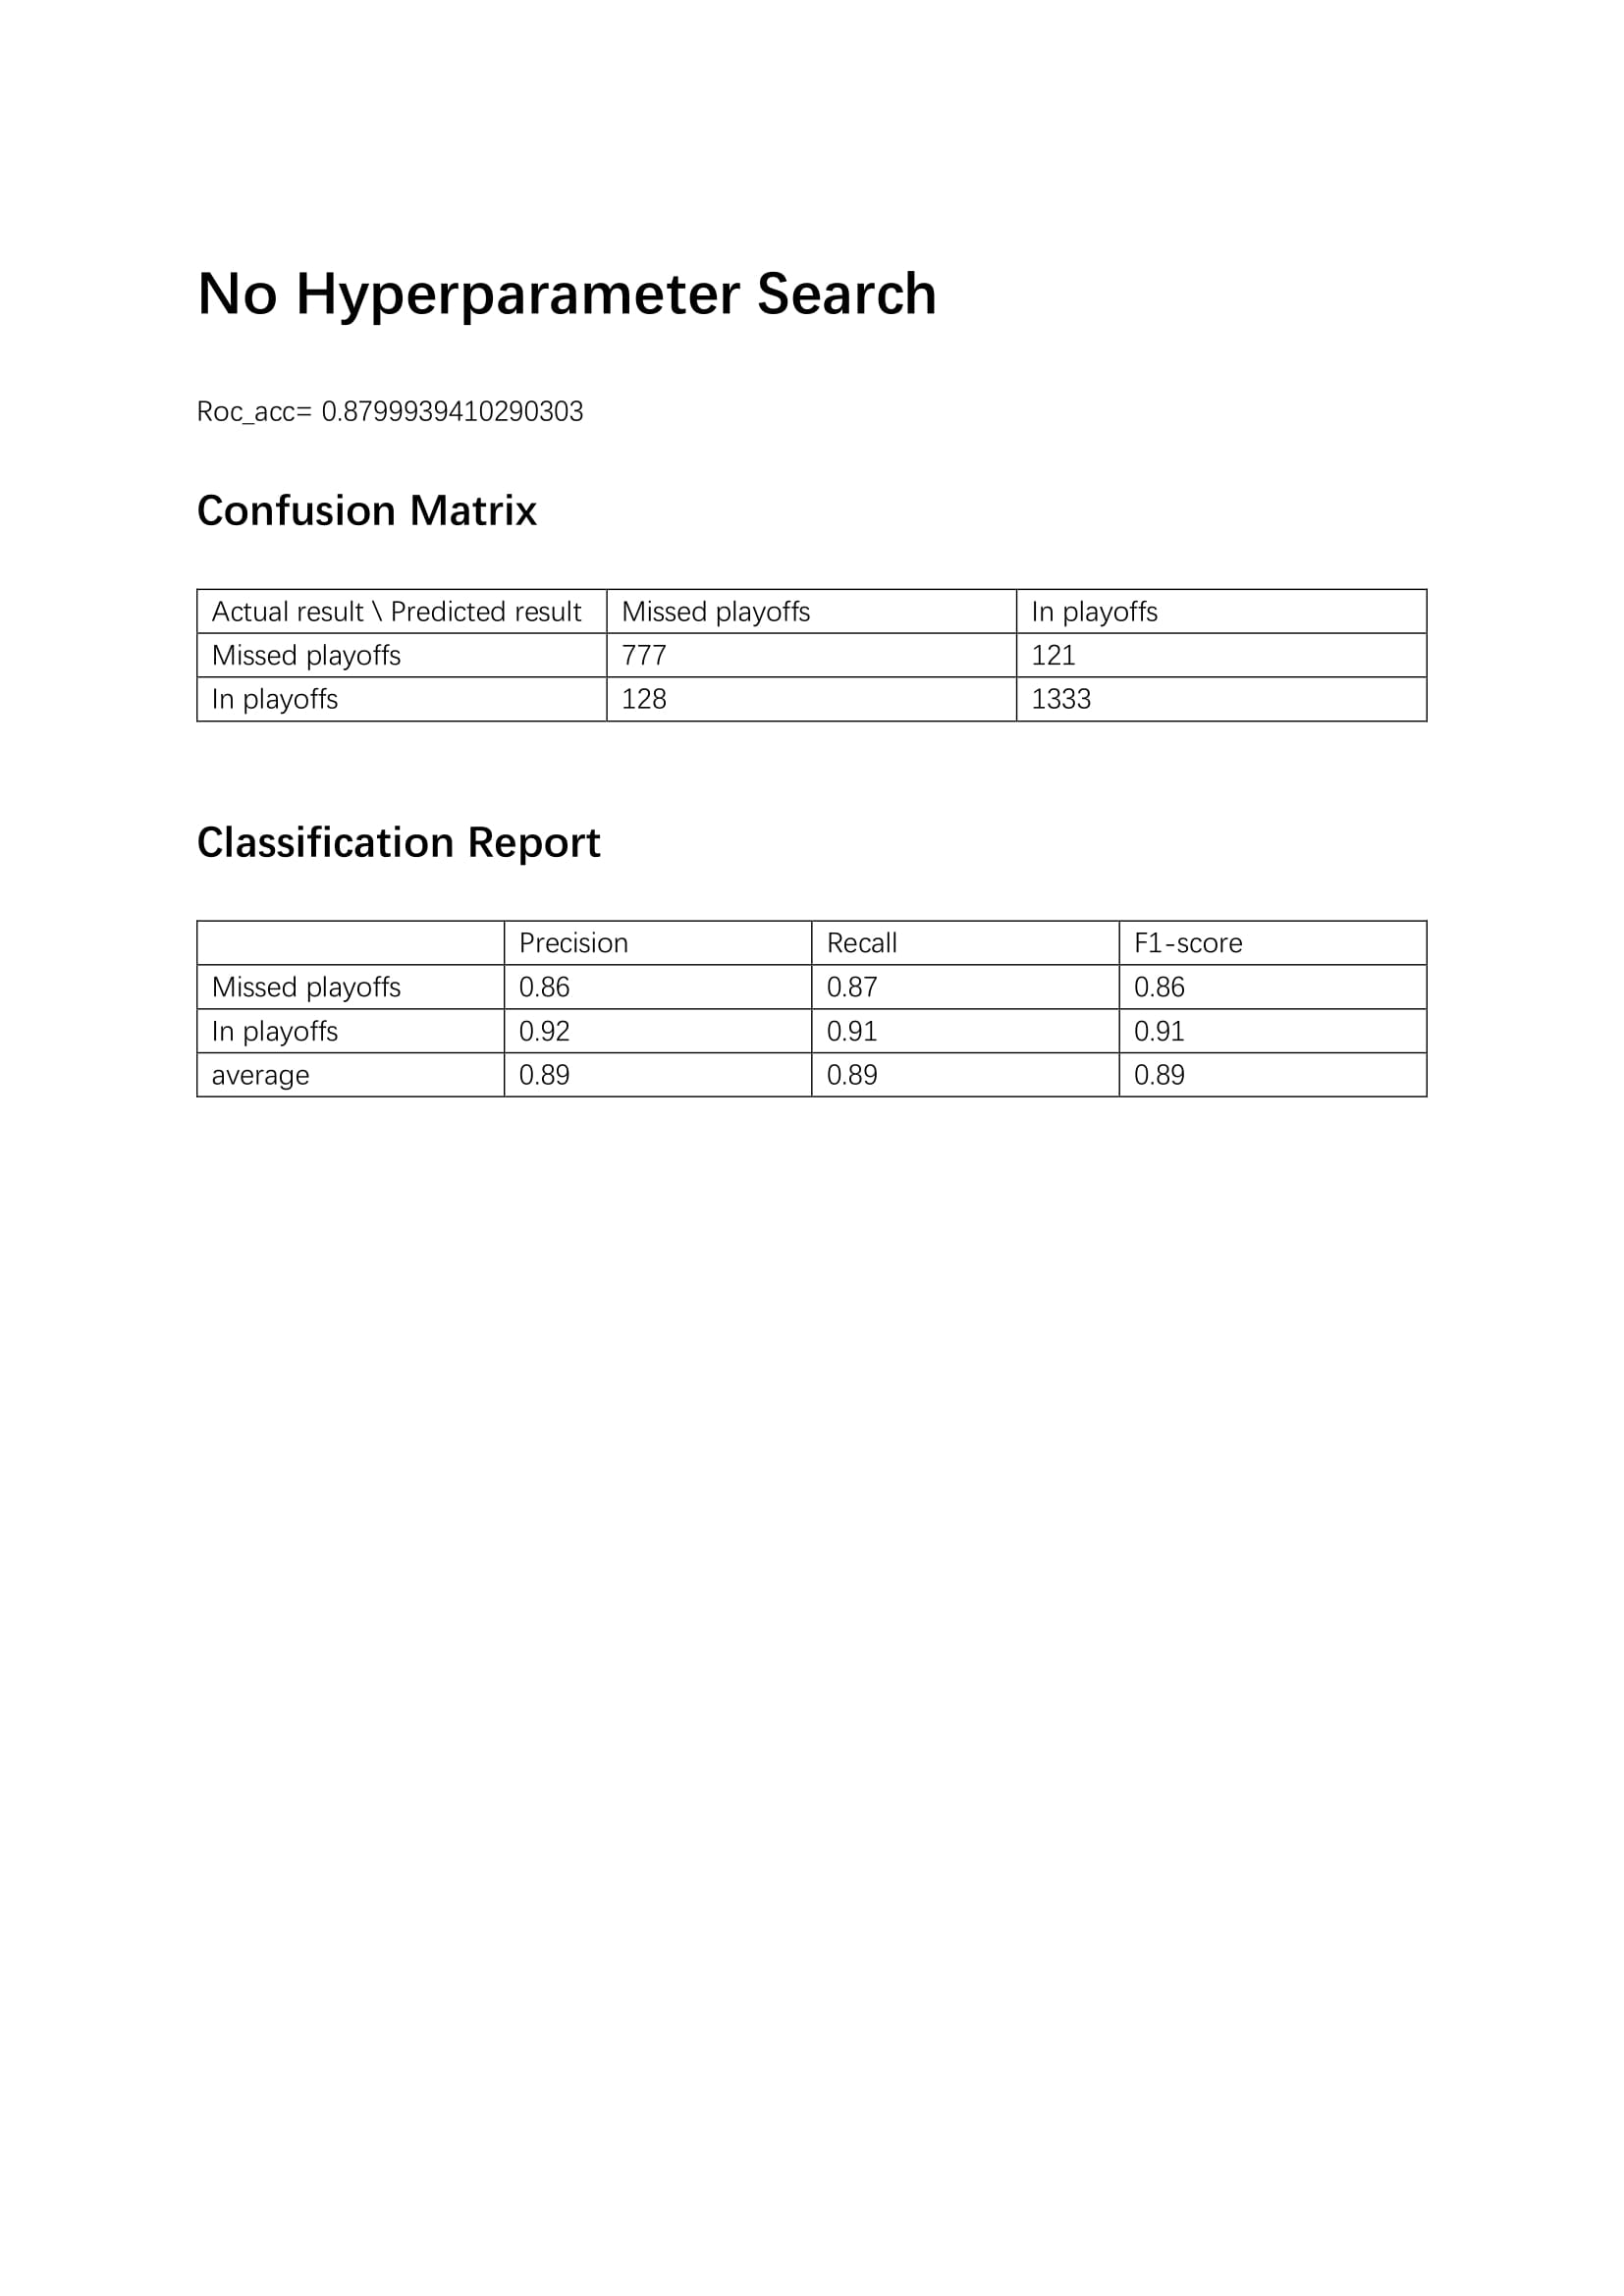 No Hyperparameter Search
Roc_acc= 0.8799939410290303
Confusion Matrix
Actual result \ Predicted result Missed playoffs In playoffs
Missed playoffs 777 121
In playoffs 128 1333
Classification Report
Precision Recall F1-score
Missed playoffs 0.86 0.87 0.86
In playoffs 0.92 0.91 0.91
average 0.89 0.89 0.89